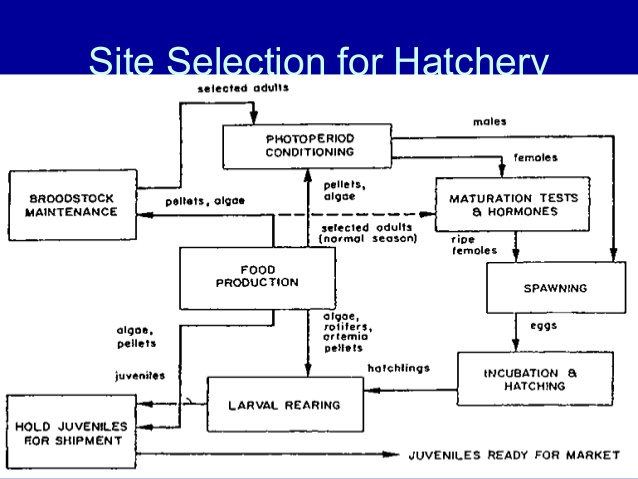 Site Selection for Hatchery
selected adults
males
PHOTOPERIOD
CONDITIONING
females
BROODSTOCK
MAINTENANCE
pellets, algae
pellets,
algae
MATURATION TESTS
& HORMONES
selected adults
(normal season)
ripe
females
FOOD
PRODUCTION
SPAWNING
algae,
pellets
algae,
rotifers,
artemia
pellets
eggs
juveniles
hatchlings
INCUBATION &
HATCHING
LARVAL REARING
HOLD JUVENILES
FOR SHIPMENT
JUVENILES READY FOR MARKET